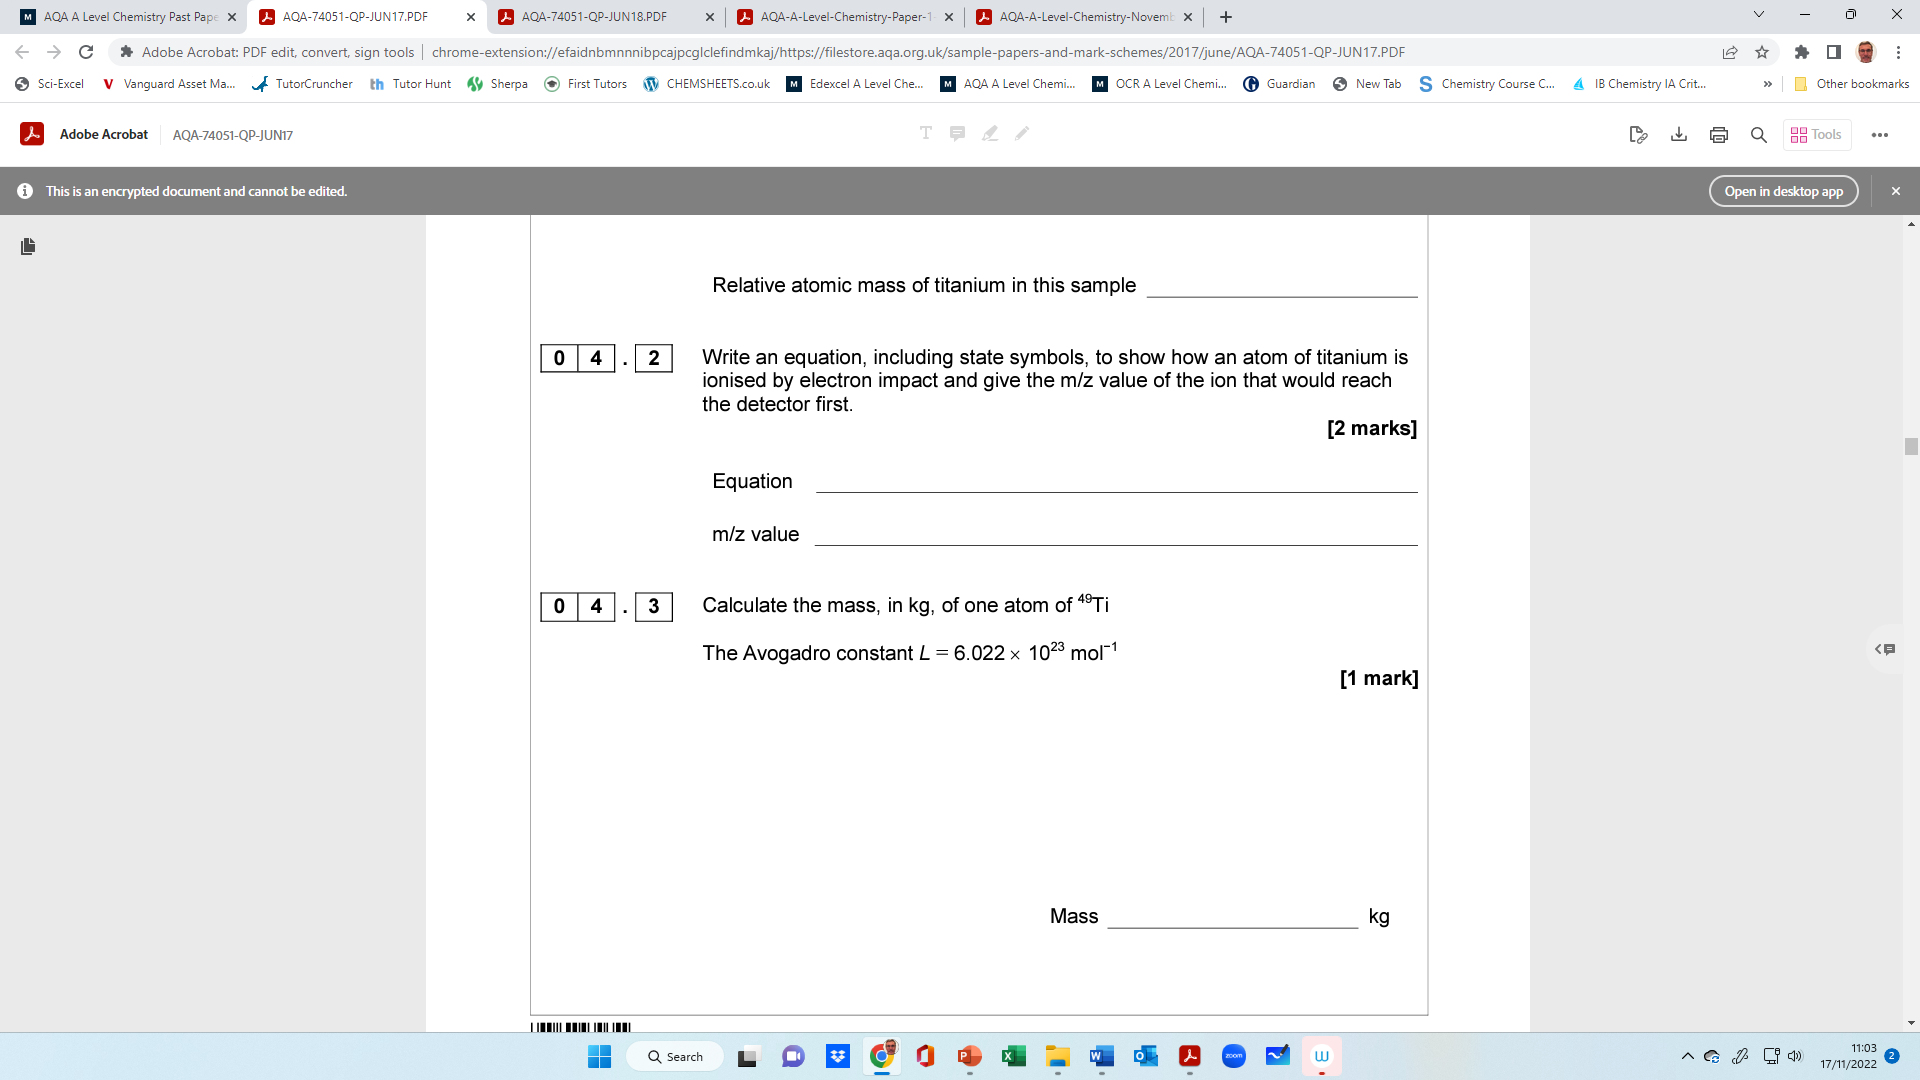 AQA A Level Chemistry Past Pape
AQA-74051-QP-JUN17.PDF
AQA-74051-QP-JUN18.PDF
AQA-A-Level-Chemistry-Paper-1
AQA-A-Level-Chemistry-Novemb
Adobe Acrobat: PDF edit, convert, sign tools | chrome-extension://efaidnbmnnnibpcajpcglclefindmkaj/https://filestore.aqa.org.uk/sample-papers-and-mark-schemes/2017/june/AQA-74051-QP-JUN17.PDF
Sci-Excel V Vanguard Asset Ma... TutorCruncher th Tutor Hunt Sherpa First Tutors CHEMSHEETS.co.uk M Edexcel A Level Che... M AQA A Level Chemi... M OCR A Level Chemi... Guardian New Tab S Chemistry Course C... IB Chemistry IA Crit... » Other bookmarks
Adobe Acrobat AQA-74051-QP-JUN17 Tools
This is an encrypted document and cannot be edited. Open in desktop app
Relative atomic mass of titanium in this sample
0 4 . 2 Write an equation, including state symbols, to show how an atom of titanium is
ionised by electron impact and give the m/z value of the ion that would reach
the detector first.
[2 marks]
Equation
m/z value
0 4 . 3 Calculate the mass, in kg, of one atom of ⁴⁹Ti
The Avogadro constant L = 6.022 × 10²³ mol⁻¹
[1 mark]
Mass kg
Search
zoom
11:03
17/11/2022 2